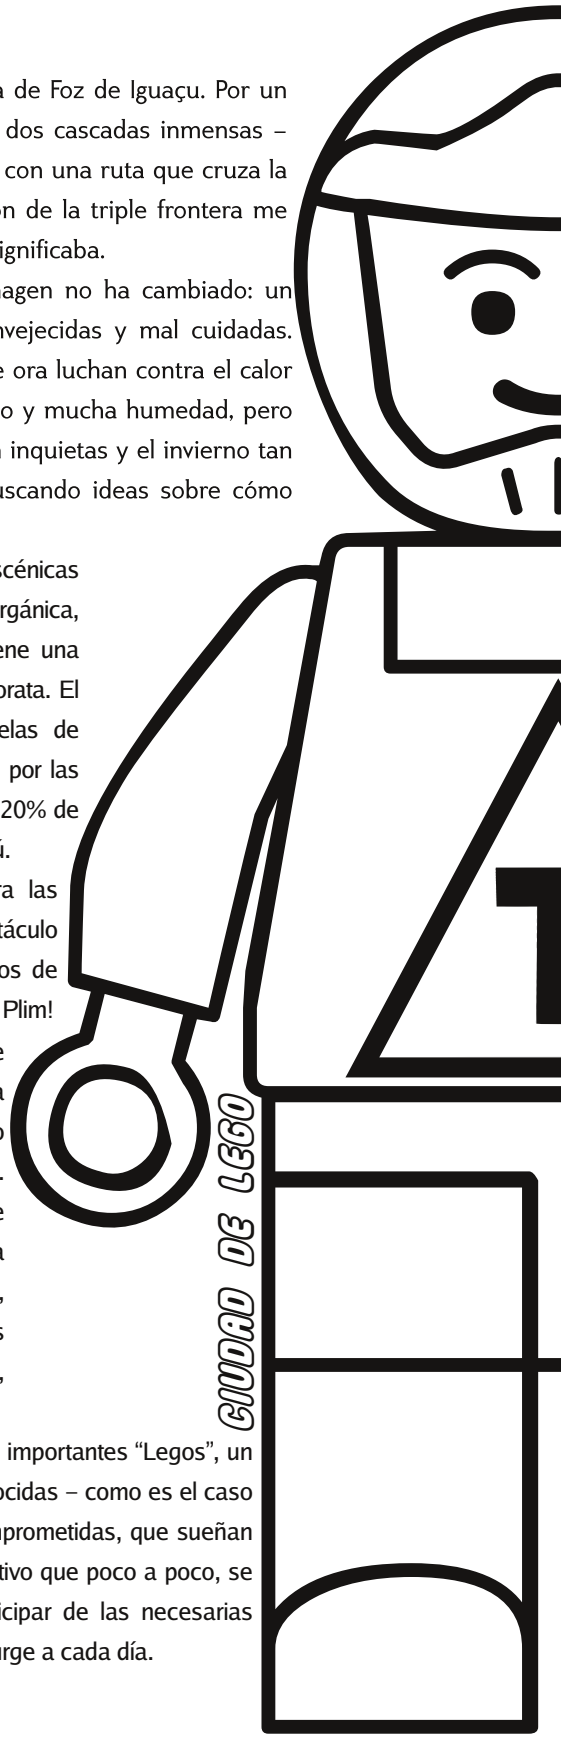 de Foz de Iguaçu. Por un
dos cascadas inmensas –
con una ruta que cruza la
de la triple frontera me
ignificaba.
agen no ha cambiado: un
nvejecidas y mal cuidadas.
ora luchan contra el calor
o y mucha humedad, pero
inquietas y el invierno tan
uscando ideas sobre cómo
scénicas
rgánica,
ene una
orata. El
elas de
por las
20% de
ra las
táculo
os de
Plim!
e
a
o
.
e
a
,
s
,
CIUDAD DE LEGO
importantes “Legos”, un
ocidas – como es el caso
nprometidas, que sueñan
tivo que poco a poco, se
icipar de las necesarias
urge a cada día.
T